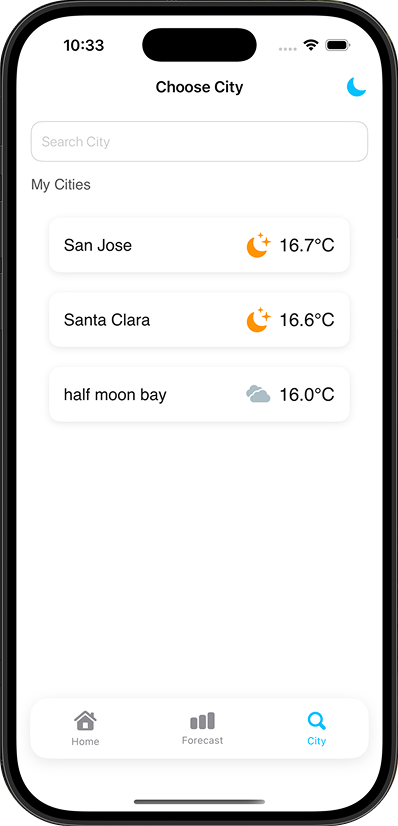 10:33
Choose City
Search City
My Cities
San Jose 16.7°C
Santa Clara 16.6°C
half moon bay 16.0°C
Home Forecast City